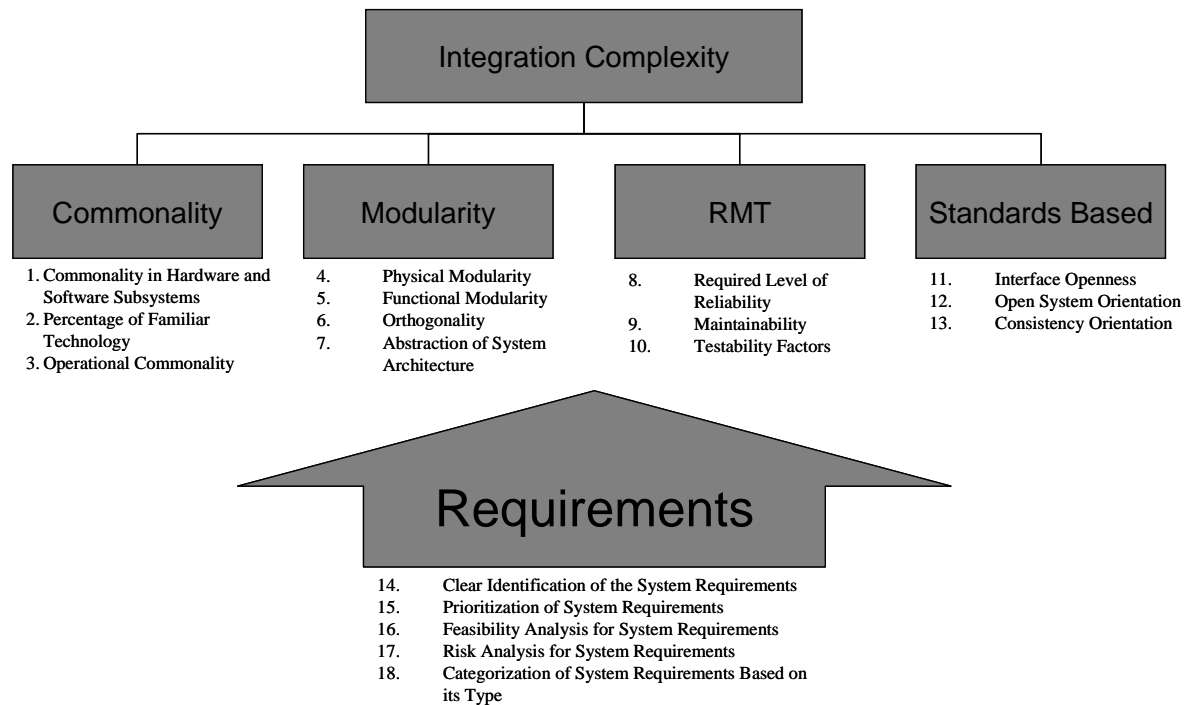 Integration Complexity
Commonality
Modularity
RMT
Standards Based
1. Commonality in Hardware and
Software Subsystems
2. Percentage of Familiar
Technology
3. Operational Commonality
4. Physical Modularity
5. Functional Modularity
6. Orthogonality
7. Abstraction of System
Architecture
8. Required Level of
Reliability
9. Maintainability
10. Testability Factors
11. Interface Openness
12. Open System Orientation
13. Consistency Orientation
Requirements
14. Clear Identification of the System Requirements
15. Prioritization of System Requirements
16. Feasibility Analysis for System Requirements
17. Risk Analysis for System Requirements
18. Categorization of System Requirements Based on
its Type